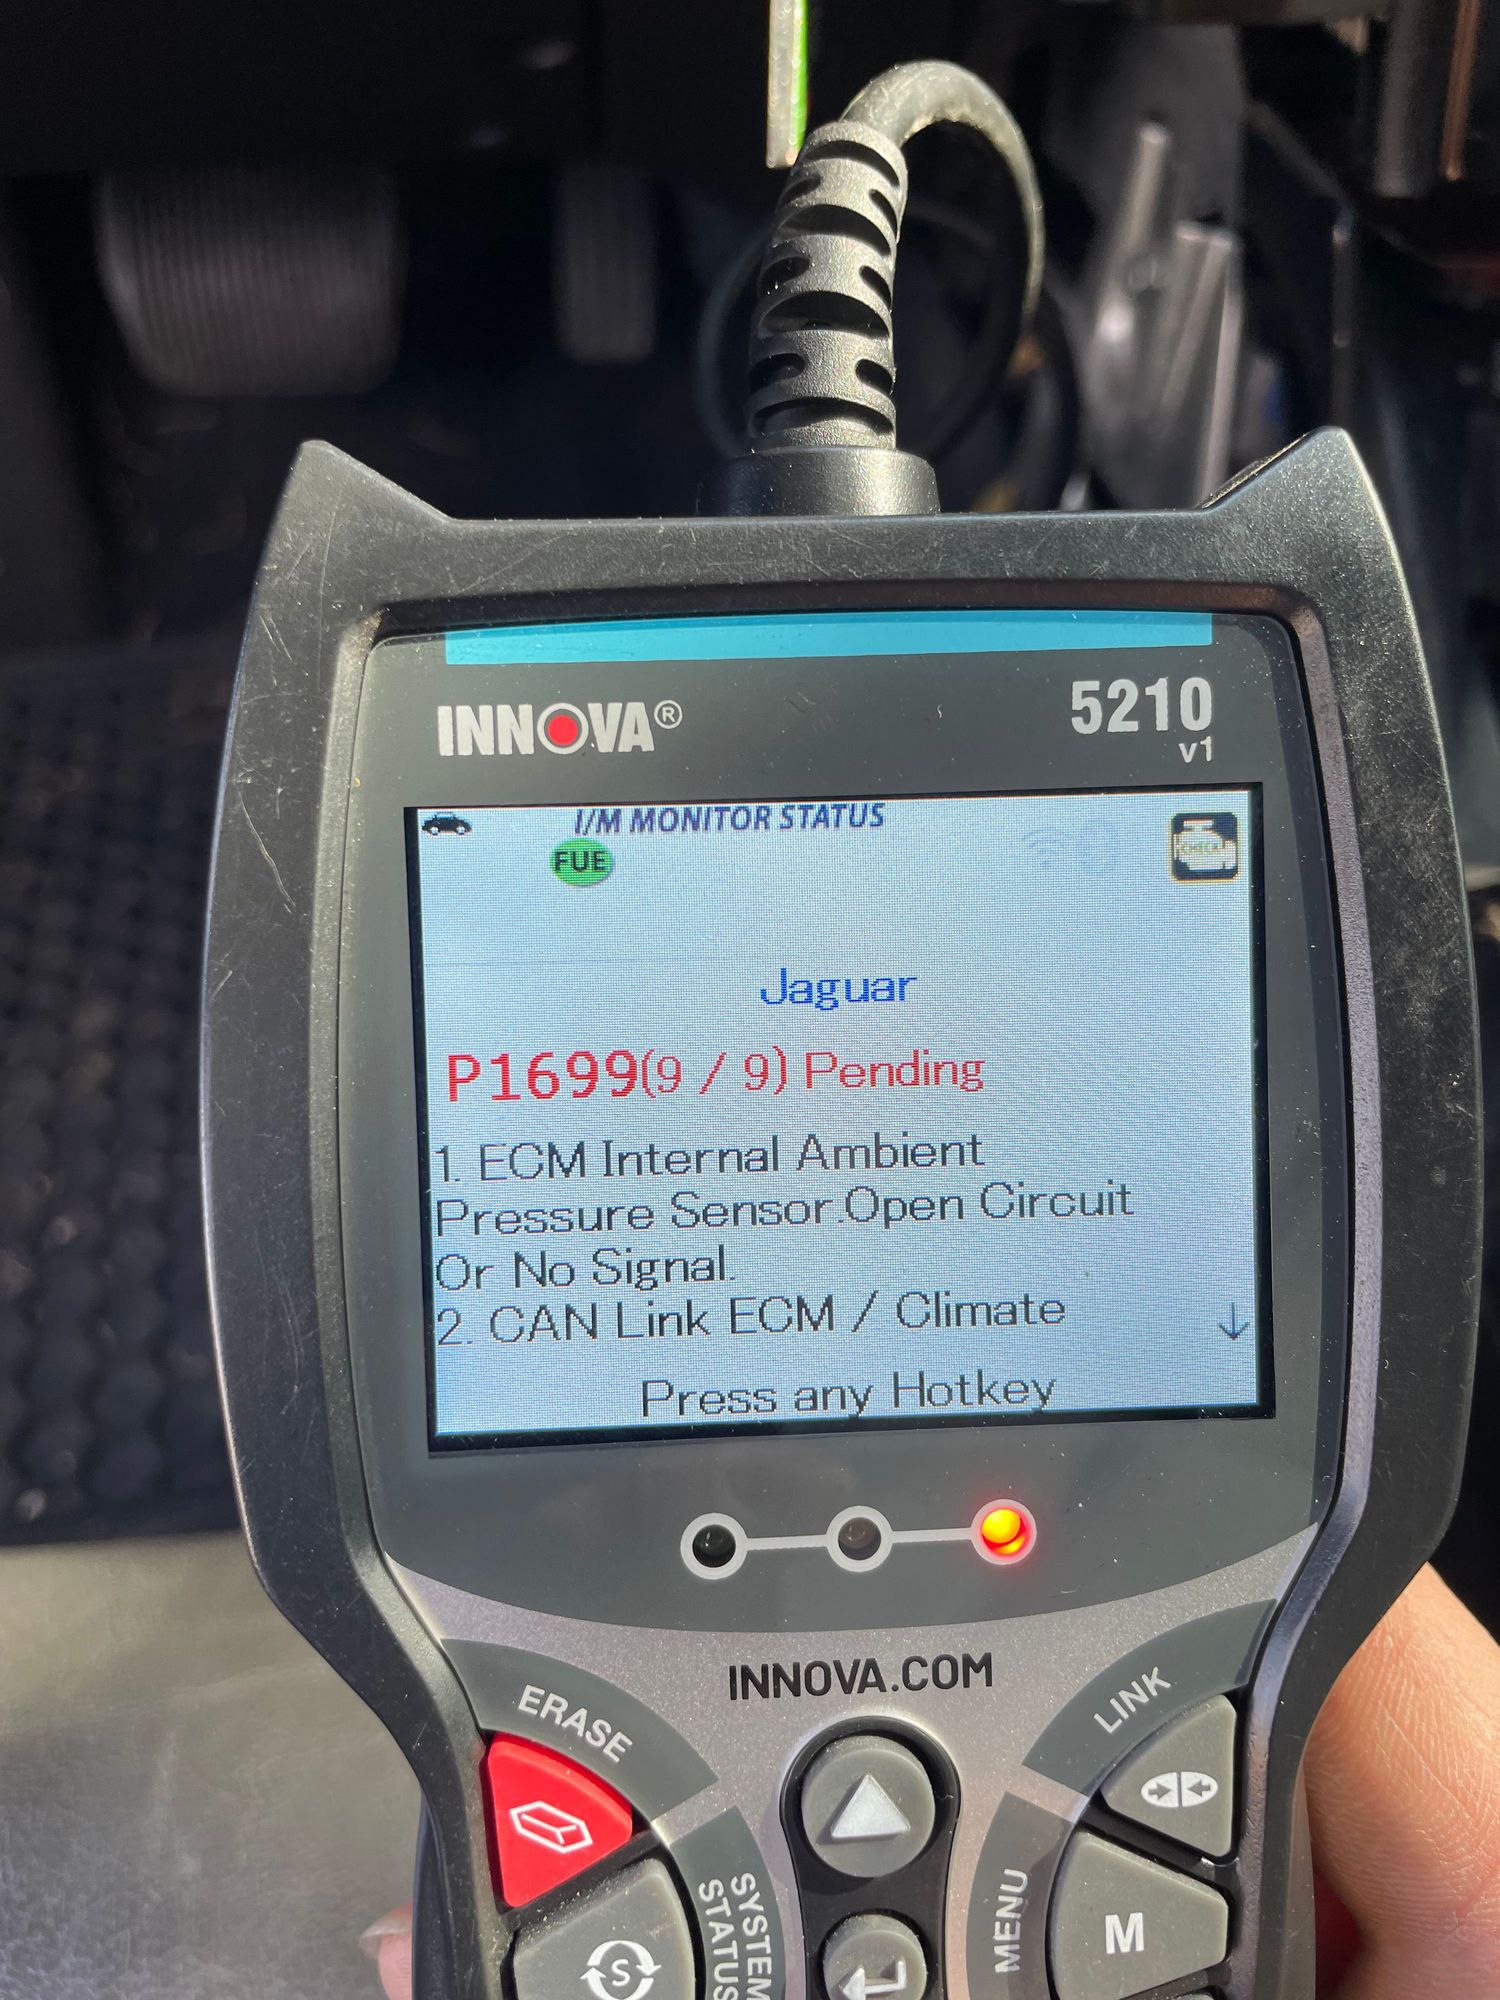 INNOVA®
5210
v1
I/M MONITOR STATUS
FUE
CHECK
Jaguar
P1699(9 / 9) Pending
1. ECM Internal Ambient
Pressure Sensor.Open Circuit
Or No Signal.
2. CAN Link ECM / Climate
Press any Hotkey
INNOVA.COM
ERASE
LINK
SYSTEM
STATUS
MENU
M
S